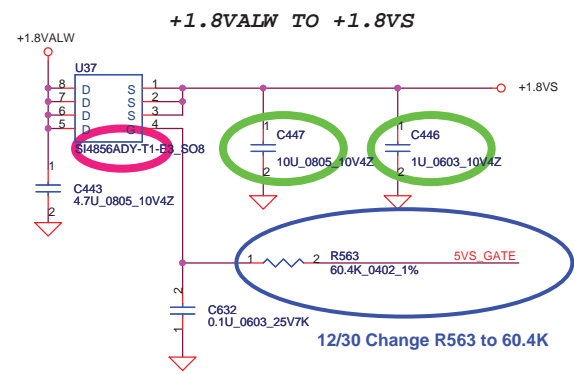 +1.8VALW TO +1.8VS
+1.8VALW
U37
8 D S 1
7 D S 2
6 D S 3
5 D G 4
SI4856ADY-T1-E3_SO8
+1.8VS
1
C447
10U_0805_10V4Z
2
1
C446
1U_0603_10V4Z
2
1
C443
4.7U_0805_10V4Z
2
1 R563 2 5VS_GATE
60.4K_0402_1%
2
C632
0.1U_0603_25V7K
1
12/30 Change R563 to 60.4K